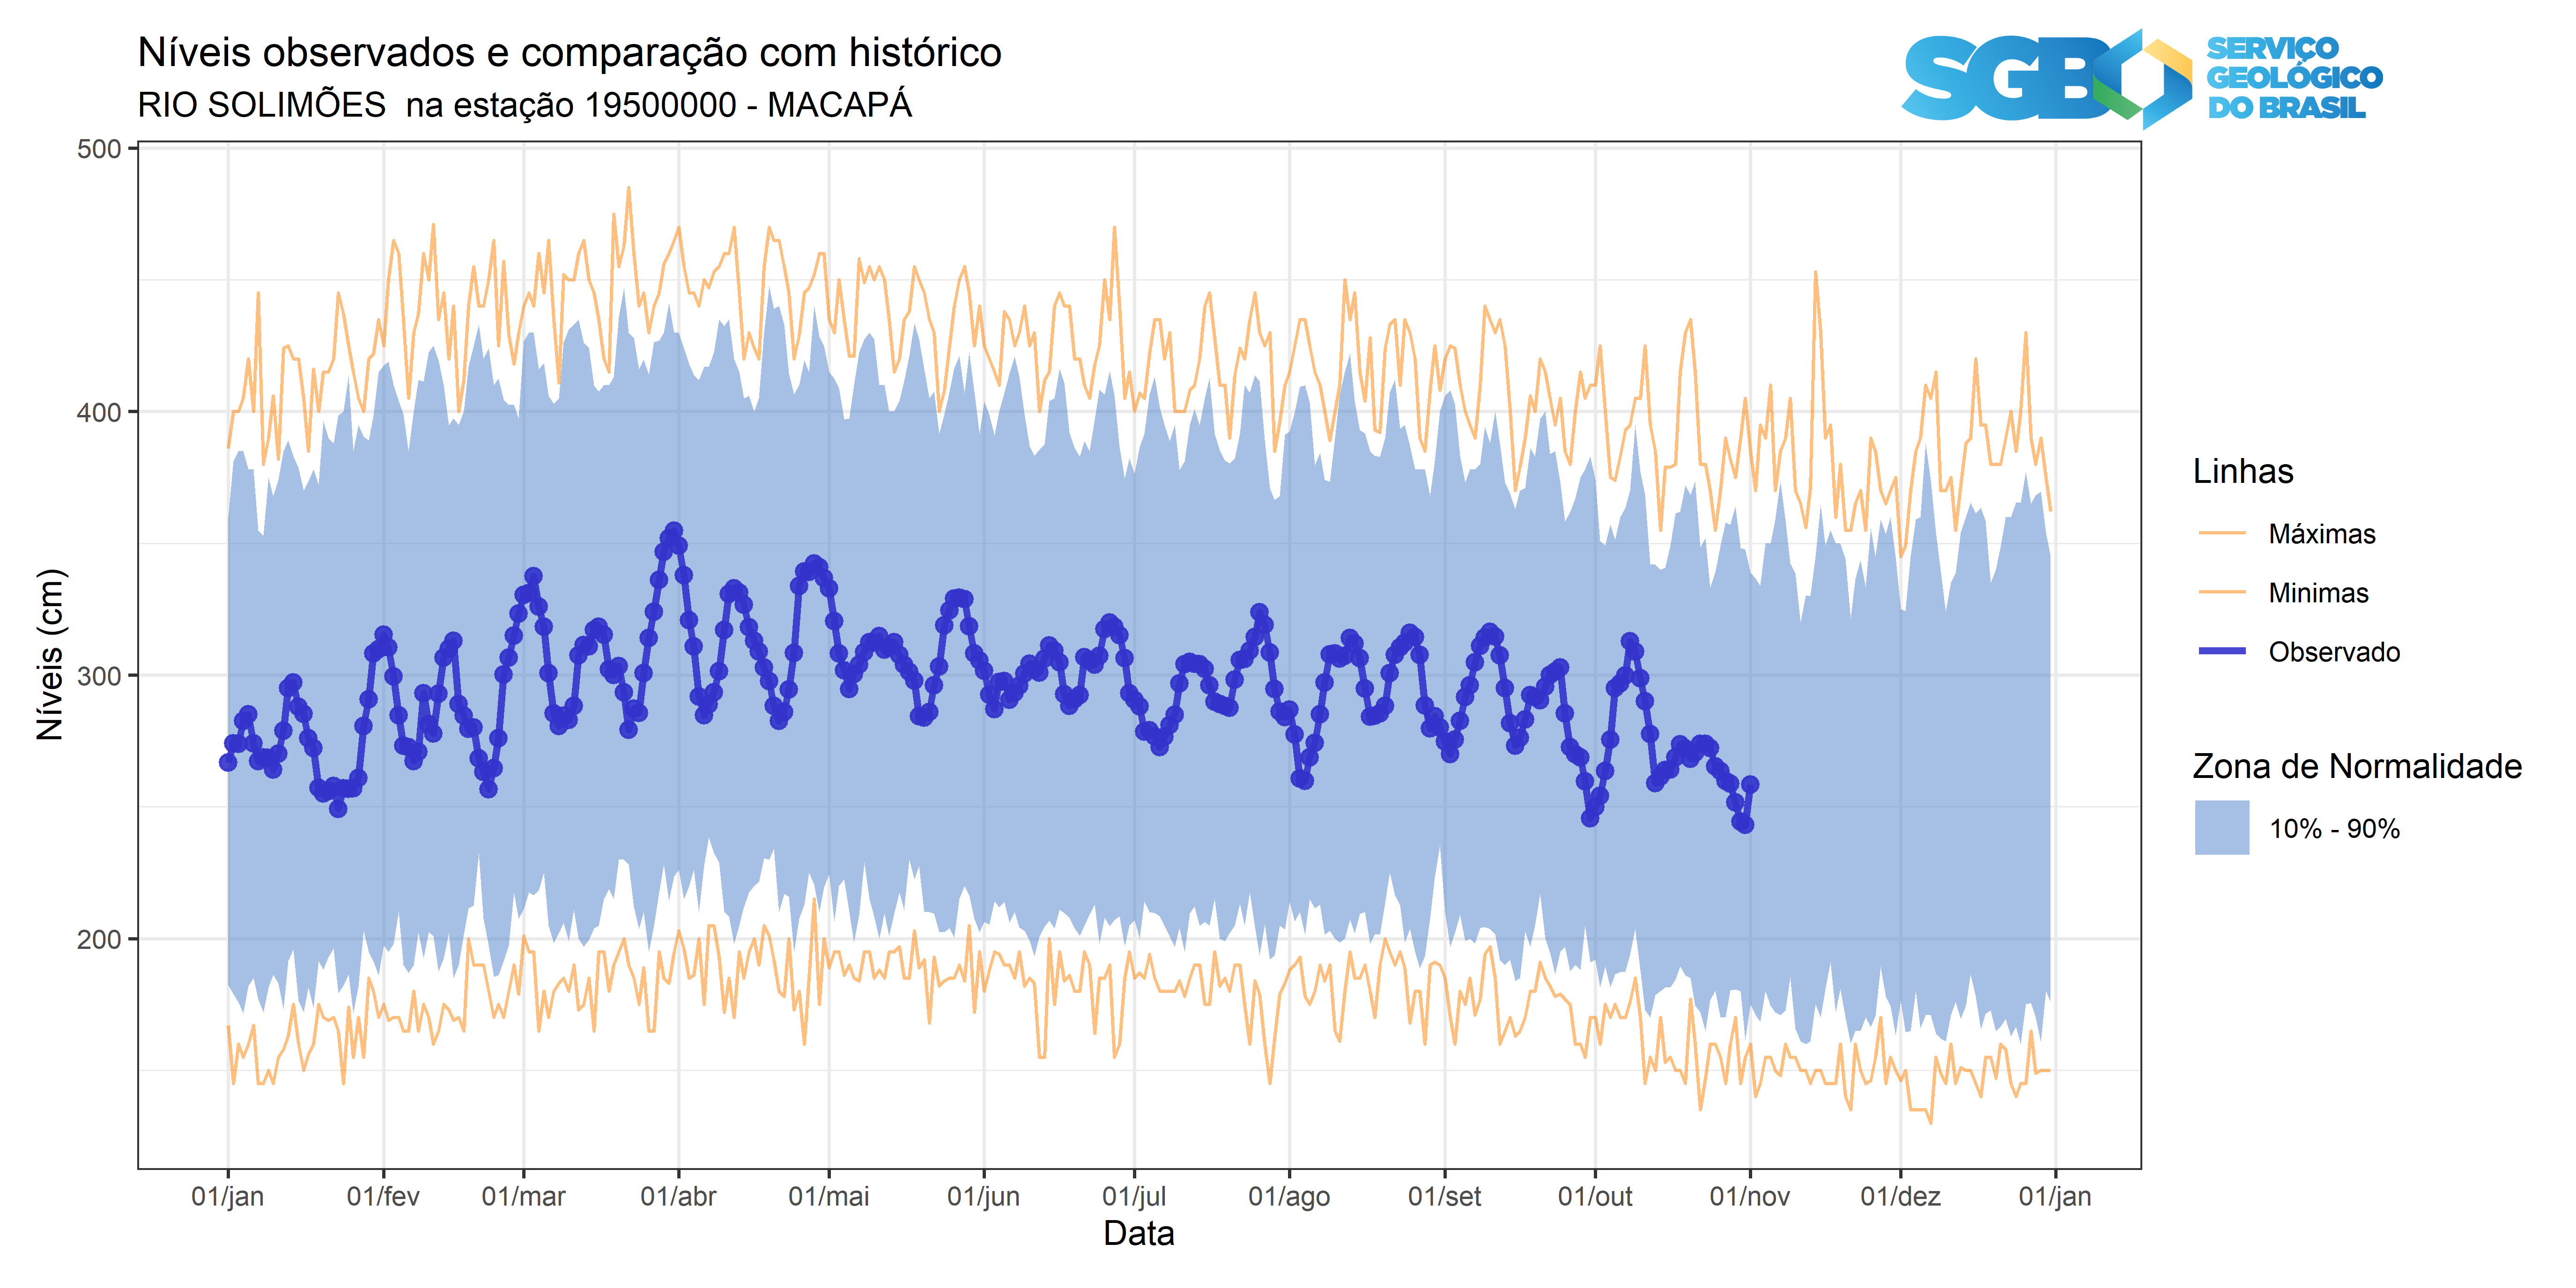 Níveis observados e comparação com histórico
RIO SOLIMÕES  na estação 19500000 - MACAPÁ
SGB
SERVIÇO
GEOLÓGICO
DO BRASIL
500
400
300
200
Níveis (cm)
01/jan
01/fev
01/mar
01/abr
01/mai
01/jun
01/jul
01/ago
01/set
01/out
01/nov
01/dez
01/jan
Data
Linhas
Máximas
Minimas
Observado
Zona de Normalidade
10% - 90%